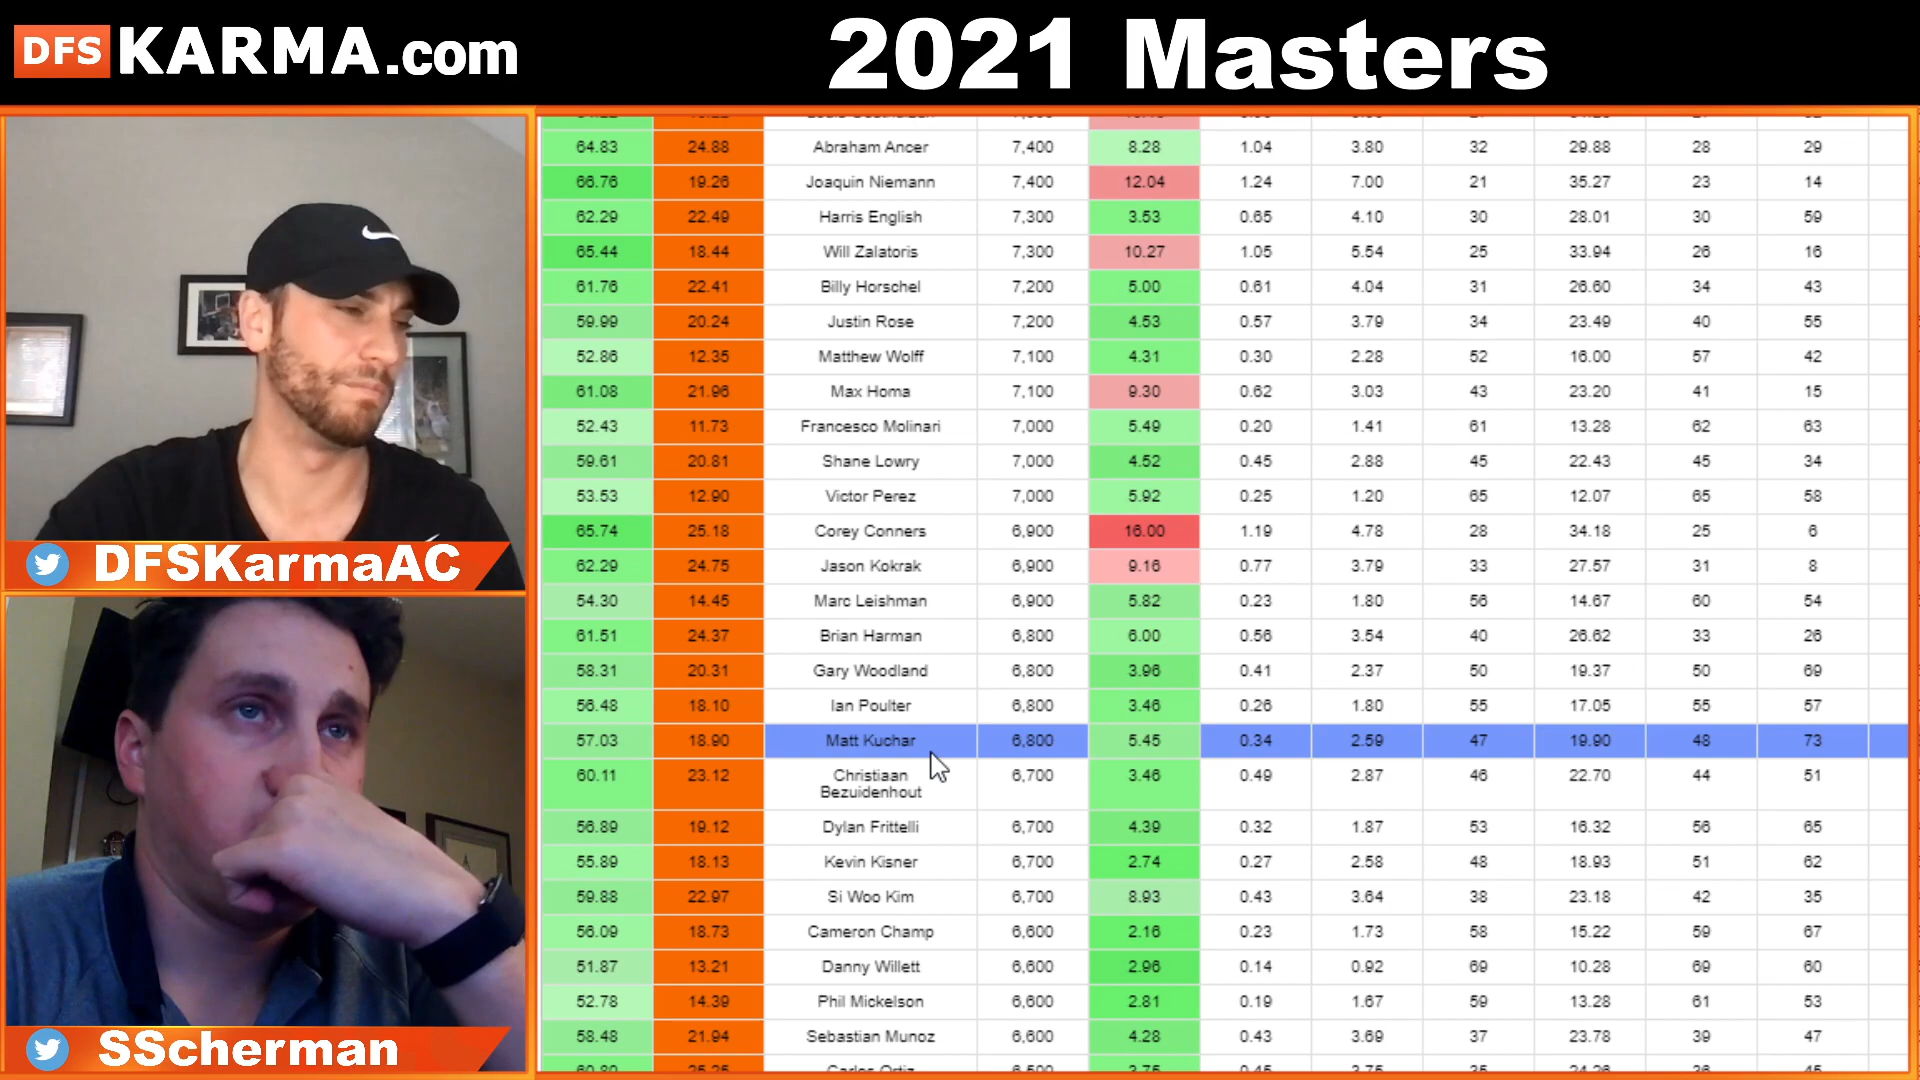 DFS KARMA.com
2021 Masters
64.83 24.88 Abraham Ancer 7,400 8.28 1.04 3.80 32 29.88 28 29
66.76 19.26 Joaquin Niemann 7,400 12.04 1.24 7.00 21 35.27 23 14
62.29 22.49 Harris English 7,300 3.53 0.65 4.10 30 28.01 30 59
65.44 18.44 Will Zalatoris 7,300 10.27 1.05 5.54 25 33.94 26 16
61.76 22.41 Billy Horschel 7,200 5.00 0.61 4.04 31 26.60 34 43
59.99 20.24 Justin Rose 7,200 4.53 0.57 3.79 34 23.49 40 55
52.86 12.35 Matthew Wolff 7,100 4.31 0.30 2.28 52 16.00 57 42
61.08 21.96 Max Homa 7,100 9.30 0.62 3.03 43 23.20 41 15
52.43 11.73 Francesco Molinari 7,000 5.49 0.20 1.41 61 13.28 62 63
59.61 20.81 Shane Lowry 7,000 4.52 0.45 2.88 45 22.43 45 34
53.53 12.90 Victor Perez 7,000 5.92 0.25 1.20 65 12.07 65 58
65.74 25.18 Corey Conners 6,900 16.00 1.19 4.78 28 34.18 25 6
62.29 24.75 Jason Kokrak 6,900 9.16 0.77 3.79 33 27.57 31 8
54.30 14.45 Marc Leishman 6,900 5.82 0.23 1.80 56 14.67 60 54
61.51 24.37 Brian Harman 6,800 6.00 0.56 3.54 40 26.62 33 26
58.31 20.31 Gary Woodland 6,800 3.96 0.41 2.37 50 19.37 50 69
56.48 18.10 Ian Poulter 6,800 3.46 0.26 1.80 55 17.05 55 57
57.03 18.90 Matt Kuchar 6,800 5.45 0.34 2.59 47 19.90 48 73
60.11 23.12 Christiaan 6,700 3.46 0.49 2.87 46 22.70 44 51
Bezuidenhout
56.89 19.12 Dylan Frittelli 6,700 4.39 0.32 1.87 53 16.32 56 65
55.89 18.13 Kevin Kisner 6,700 2.74 0.27 2.58 48 18.93 51 62
59.88 22.97 Si Woo Kim 6,700 8.93 0.43 3.64 38 23.18 42 35
56.09 18.73 Cameron Champ 6,600 2.16 0.23 1.73 58 15.22 59 67
51.87 13.21 Danny Willett 6,600 2.96 0.14 0.92 69 10.28 69 60
52.78 14.39 Phil Mickelson 6,600 2.81 0.19 1.67 59 13.28 61 53
58.48 21.94 Sebastian Munoz 6,600 4.28 0.43 3.69 37 23.78 39 47
DFSKarmaAC
SScherman